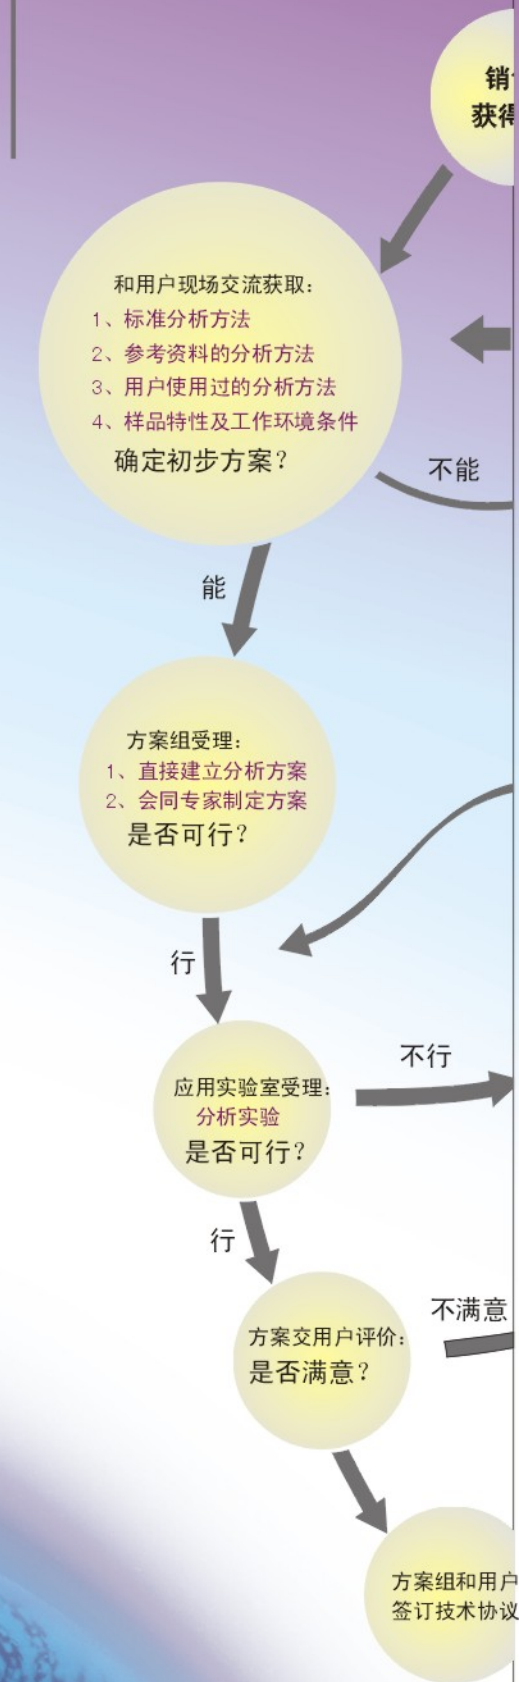 销
获得
和用户现场交流获取：
1、标准分析方法
2、参考资料的分析方法
3、用户使用过的分析方法
4、样品特性及工作环境条件
确定初步方案？
不能
能
方案组受理：
1、直接建立分析方案
2、会同专家制定方案
是否可行？
行
不行
应用实验室受理：
分析实验
是否可行？
行
不满意
方案交用户评价：
是否满意？
方案组和用户
签订技术协议